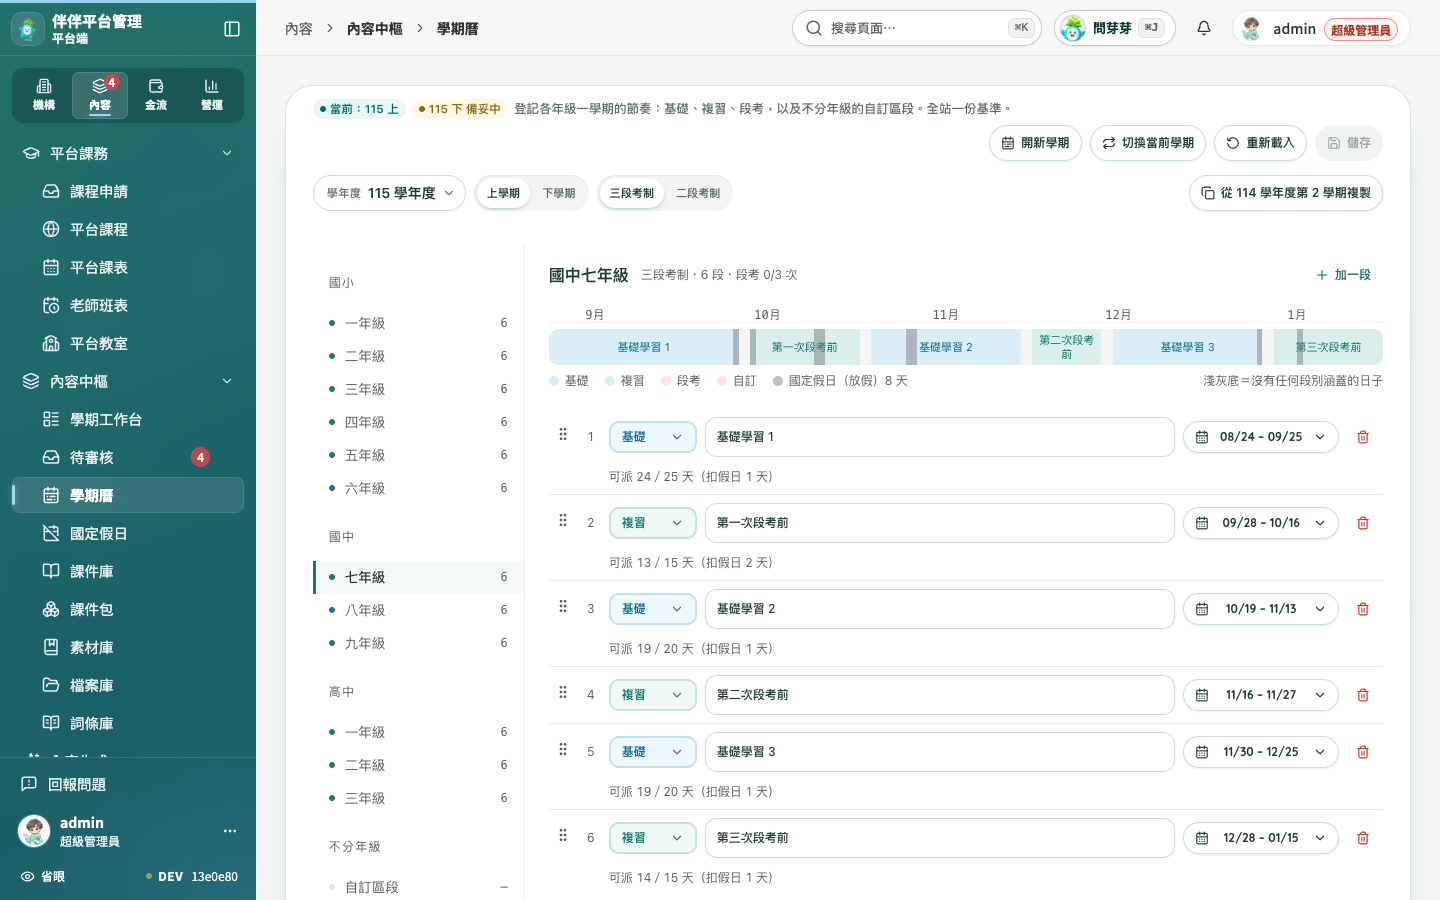 伴伴平台管理
平台端
內容
內容中樞
學期曆
搜尋頁面…
⌘K
問芽芽
⌘J
admin
超級管理員
機構
內容
4
金流
營運
平台課務
課程申請
平台課程
平台課表
老師班表
平台教室
內容中樞
學期工作台
待審核
4
學期曆
國定假日
課件庫
課件包
素材庫
檔案庫
詞條庫
回報問題
admin
超級管理員
省眼
DEV 13e0e80
當前:115 上
115 下 備妥中
登記各年級一學期的節奏:基礎、複習、段考,以及不分年級的自訂區段。全站一份基準。
開新學期
切換當前學期
重新載入
儲存
學年度 115 學年度
上學期
下學期
三段考制
二段考制
從 114 學年度第 2 學期複製
國小
一年級 6
二年級 6
三年級 6
四年級 6
五年級 6
六年級 6
國中
七年級 6
八年級 6
九年級 6
高中
一年級 6
二年級 6
三年級 6
不分年級
自訂區段 –
國中七年級
三段考制 · 6 段 · 段考 0/3 次
加一段
9月
10月
11月
12月
1月
基礎學習 1
第一次段考前
基礎學習 2
第二次段考前
基礎學習 3
第三次段考前
基礎
複習
段考
自訂
國定假日(放假)8 天
淺灰底=沒有任何段別涵蓋的日子
1 基礎 基礎學習 1 08/24 – 09/25
可派 24 / 25 天(扣假日 1 天)
2 複習 第一次段考前 09/28 – 10/16
可派 13 / 15 天(扣假日 2 天)
3 基礎 基礎學習 2 10/19 – 11/13
可派 19 / 20 天(扣假日 1 天)
4 複習 第二次段考前 11/16 – 11/27
5 基礎 基礎學習 3 11/30 – 12/25
可派 19 / 20 天(扣假日 1 天)
6 複習 第三次段考前 12/28 – 01/15
可派 14 / 15 天(扣假日 1 天)